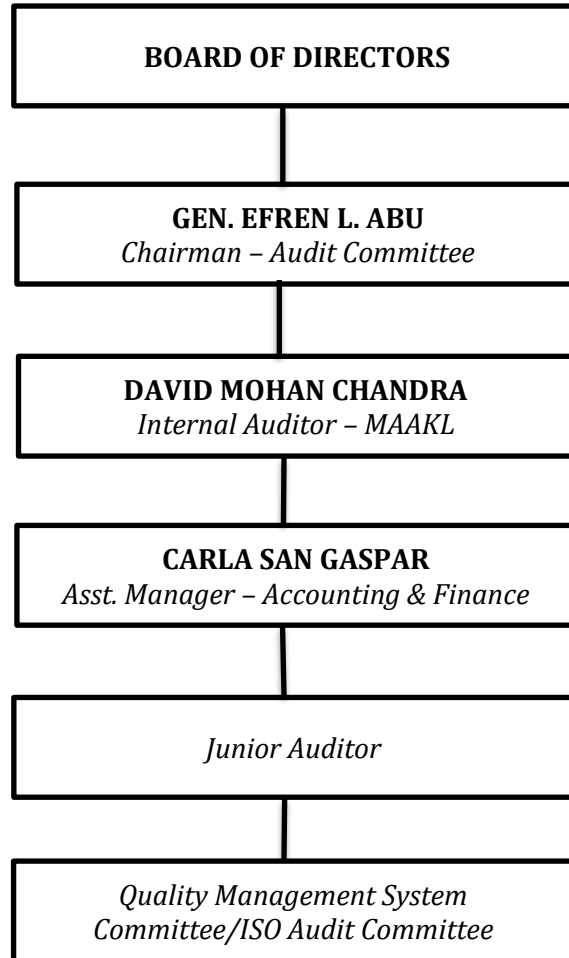 BOARD OF DIRECTORS
GEN. EFREN L. ABU
Chairman – Audit Committee
DAVID MOHAN CHANDRA
Internal Auditor – MAAKL
CARLA SAN GASPAR
Asst. Manager – Accounting & Finance
Junior Auditor
Quality Management System
Committee/ISO Audit Committee